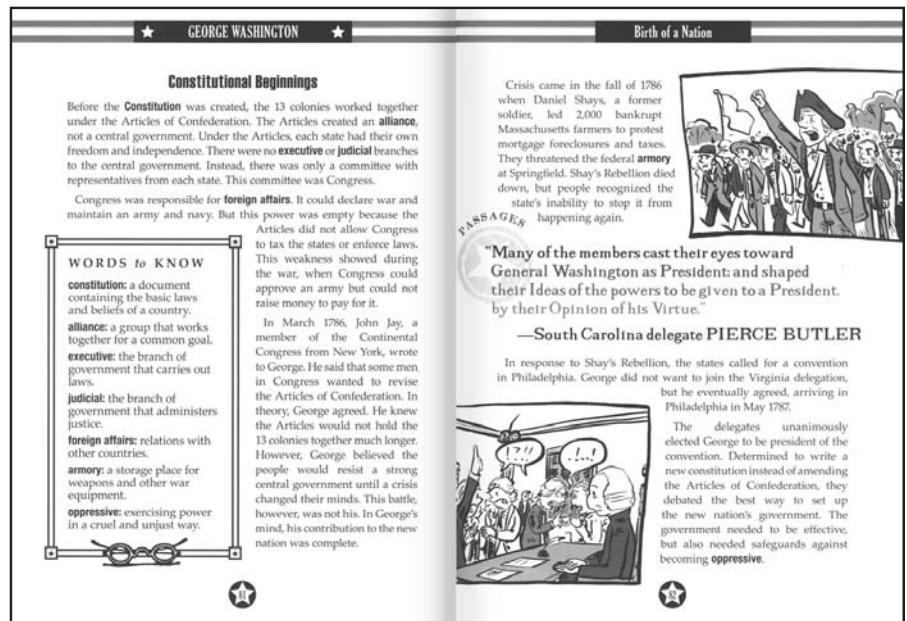 GEORGE WASHINGTON
Constitutional Beginnings
Before the Constitution was created, the 13 colonies worked together
under the Articles of Confederation. The Articles created an alliance,
not a central government. Under the Articles, each state had their own
freedom and independence. There were no executive or judicial branches
to the central government. Instead, there was only a committee with
representatives from each state. This committee was Congress.
Congress was responsible for foreign affairs. It could declare war and
maintain an army and navy. But this power was empty because the
Articles did not allow Congress
to tax the states or enforce laws.
This weakness showed during
the war, when Congress could
approve an army but could not
raise money to pay for it.
In March 1786, John Jay, a
member of the Continental
Congress from New York, wrote
to George. He said that some men
in Congress wanted to revise
the Articles of Confederation. In
theory, George agreed. He knew
the Articles would not hold the
13 colonies together much longer.
However, George believed the
people would resist a strong
central government until a crisis
changed their minds. This battle,
however, was not his. In George's
mind, his contribution to the new
nation was complete.
WORDS to KNOW
constitution: a document
containing the basic laws
and beliefs of a country.
alliance: a group that works
together for a common goal.
executive: the branch of
government that carries out
laws.
judicial: the branch of
government that administers
justice.
foreign affairs: relations with
other countries.
armory: a storage place for
weapons and other war
equipment.
oppressive: exercising power
in a cruel and unjust way.
81
Birth of a Nation
Crisis came in the fall of 1786
when Daniel Shays, a former
soldier, led 2,000 bankrupt
Massachusetts farmers to protest
mortgage foreclosures and taxes.
They threatened the federal armory
at Springfield. Shay's Rebellion died
down, but people recognized the
state's inability to stop it from
happening again.
PASSAGES
"Many of the members cast their eyes toward
General Washington as President; and shaped
their Ideas of the powers to be given to a President,
by their Opinion of his Virtue."
—South Carolina delegate PIERCE BUTLER
In response to Shay's Rebellion, the states called for a convention
in Philadelphia. George did not want to join the Virginia delegation,
but he eventually agreed, arriving in
Philadelphia in May 1787.
The delegates unanimously
elected George to be president of the
convention. Determined to write a
new constitution instead of amending
the Articles of Confederation, they
debated the best way to set up
the new nation's government. The
government needed to be effective,
but also needed safeguards against
becoming oppressive.
!?!!
!...!
82